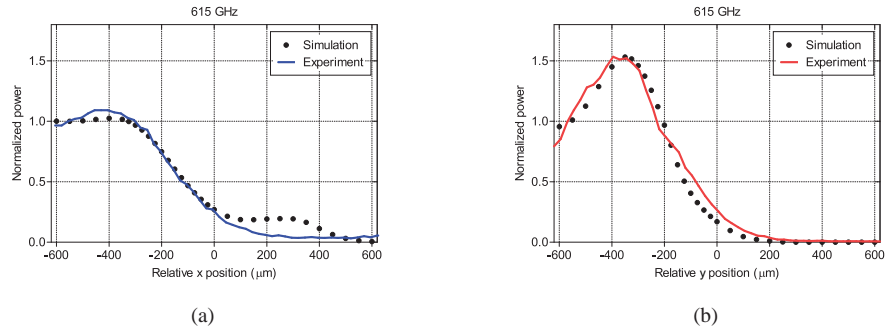 615 GHz
Normalized power
1.5
1.0
0.5
0.0
Simulation
Experiment
−600 −400 −200 0 200 400 600
Relative x position (μm)
(a)
615 GHz
Normalized power
1.5
1.0
0.5
0.0
Simulation
Experiment
−600 −400 −200 0 200 400 600
Relative y position (μm)
(b)